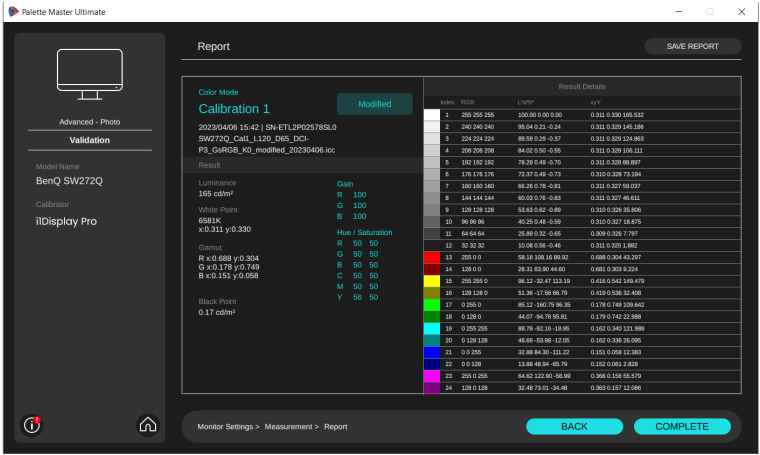 Palette Master Ultimate
Report
SAVE REPORT
Advanced - Photo
Validation
Model Name
BenQ SW272Q
Calibrator
i1Display Pro
Color Mode
Calibration 1
Modified
2023/04/06 15:42 | SN-ETL2P02578SL0
SW272Q_Cal1_L120_D65_DCI-
P3_GsRGB_K0_modified_20230406.icc
Result
Luminance
165 cd/m²
White Point
6581K
x:0.311 y:0.330
Gamut
R x:0.688 y:0.304
G x:0.178 y:0.749
B x:0.151 y:0.058
Black Point
0.17 cd/m²
Gain
R 100
G 100
B 100
Hue / Saturation
R 50 50
G 50 50
B 50 50
C 50 50
M 50 50
Y 56 50
Result Details
index RGB L*a*b* xyY
1 255 255 255 100.00 0.00 0.00 0.311 0.330 165.532
2 240 240 240 95.04 0.21 -0.24 0.311 0.329 145.186
3 224 224 224 89.59 0.29 -0.37 0.311 0.329 124.863
4 208 208 208 84.02 0.50 -0.55 0.311 0.328 106.111
5 192 192 192 78.29 0.49 -0.70 0.311 0.328 88.897
6 176 176 176 72.37 0.49 -0.73 0.310 0.328 73.194
7 160 160 160 66.26 0.78 -0.81 0.311 0.327 59.037
8 144 144 144 60.03 0.76 -0.83 0.311 0.327 46.611
9 128 128 128 53.63 0.62 -0.89 0.310 0.326 35.806
10 96 96 96 40.25 0.48 -0.59 0.310 0.327 18.875
11 64 64 64 25.89 0.32 -0.65 0.309 0.326 7.797
12 32 32 32 10.08 0.56 -0.46 0.311 0.325 1.882
13 255 0 0 58.18 108.16 89.92 0.688 0.304 43.297
14 128 0 0 28.31 63.90 44.60 0.681 0.303 9.224
15 255 255 0 96.12 -32.47 113.19 0.416 0.542 149.479
16 128 128 0 51.36 -17.56 66.79 0.419 0.536 32.408
17 0 255 0 85.12 -160.75 96.35 0.178 0.749 109.642
18 0 128 0 44.07 -94.78 55.81 0.179 0.742 22.988
19 0 255 255 88.78 -92.16 -18.95 0.162 0.340 121.988
20 0 128 128 46.66 -53.98 -12.05 0.162 0.336 26.095
21 0 0 255 32.88 84.30 -111.22 0.151 0.058 12.383
22 0 0 128 13.88 48.94 -65.79 0.152 0.061 2.828
23 255 0 255 64.62 122.90 -56.99 0.366 0.156 55.579
24 128 0 128 32.48 73.01 -34.48 0.363 0.157 12.086
Monitor Settings > Measurement > Report
BACK
COMPLETE